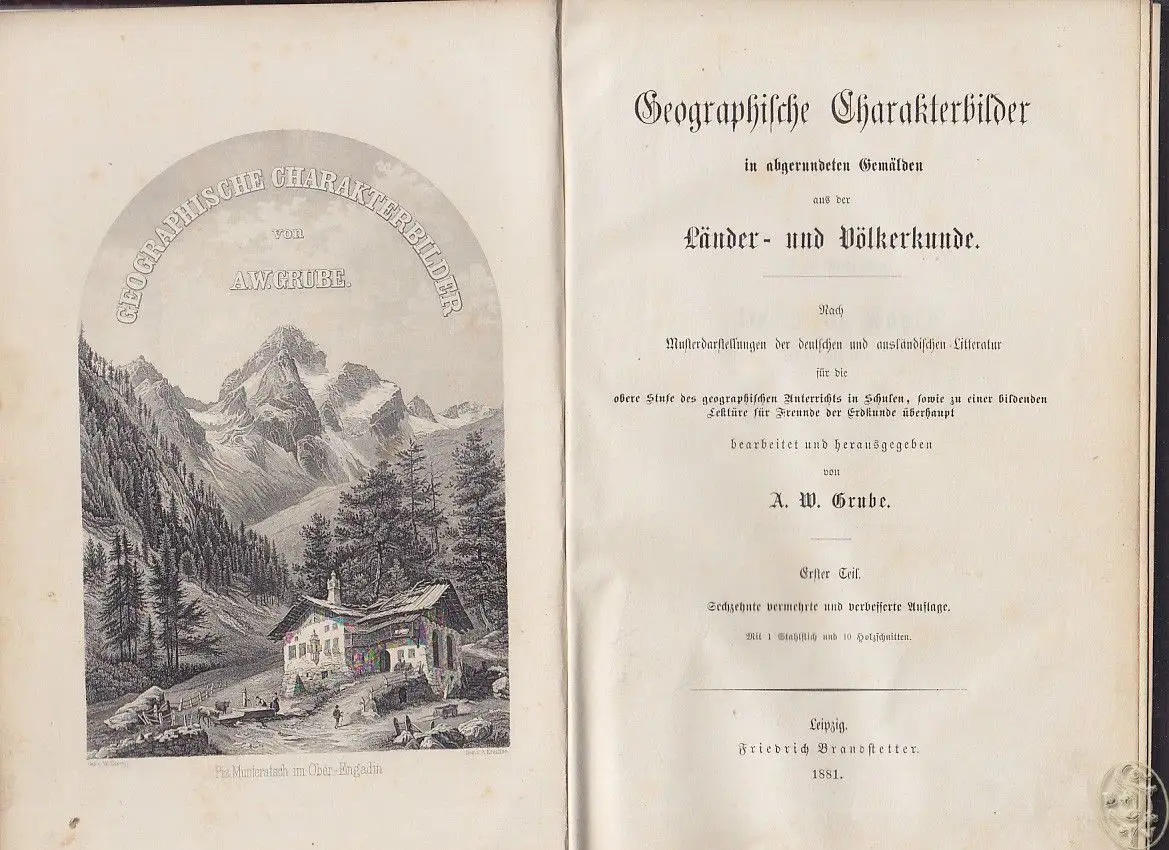 GEOGRAPHISCHE CHARAKTERBILDER
von
A.W. GRUBE.
Piz Munteratsch im Ober-Engadin
Geographische Charakterbilder
in abgerundeten Gemälden
aus der
Länder- und Völkerkunde.
Nach
Musterdarstellungen der deutschen und ausländischen Litteratur
für die
obere Stufe des geographischen Unterrichts in Schulen, sowie zu einer bildenden
Lektüre für Freunde der Erdkunde überhaupt
bearbeitet und herausgegeben
von
A. W. Grube.
Erster Teil.
Sechzehnte vermehrte und verbesserte Auflage.
Mit 1 Stahlstich und 10 Holzschnitten.
Leipzig.
Friedrich Brandstetter.
1881.